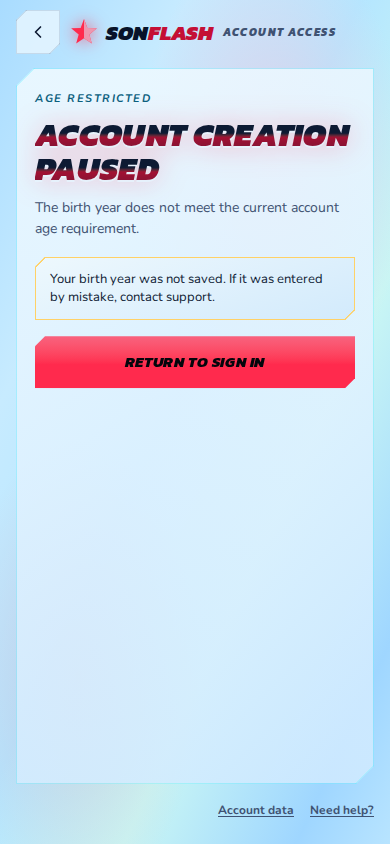 SONFLASH ACCOUNT ACCESS
AGE RESTRICTED
ACCOUNT CREATION
PAUSED
The birth year does not meet the current account
age requirement.
Your birth year was not saved. If it was entered
by mistake, contact support.
RETURN TO SIGN IN
Account data Need help?